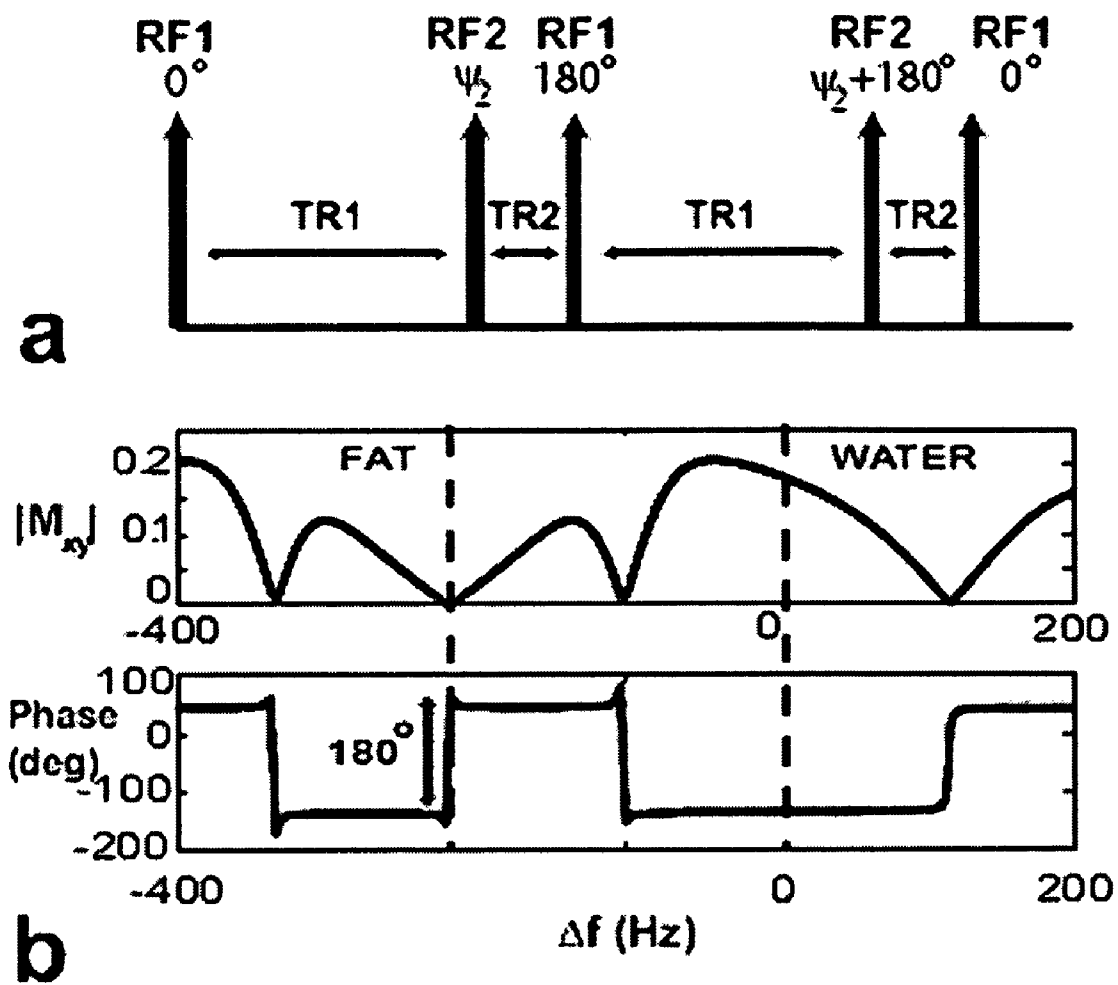 RF1 RF2 RF1 RF2 RF1
0° ψ₂ 180° ψ₂+180° 0°
TR1 TR2 TR1 TR2
a
0.2 FAT WATER
|Mxy| 0.1
0
-400 0 200
100
Phase 0
(deg) 180°
-100
-200
-400 0 200
Δf (Hz)
b